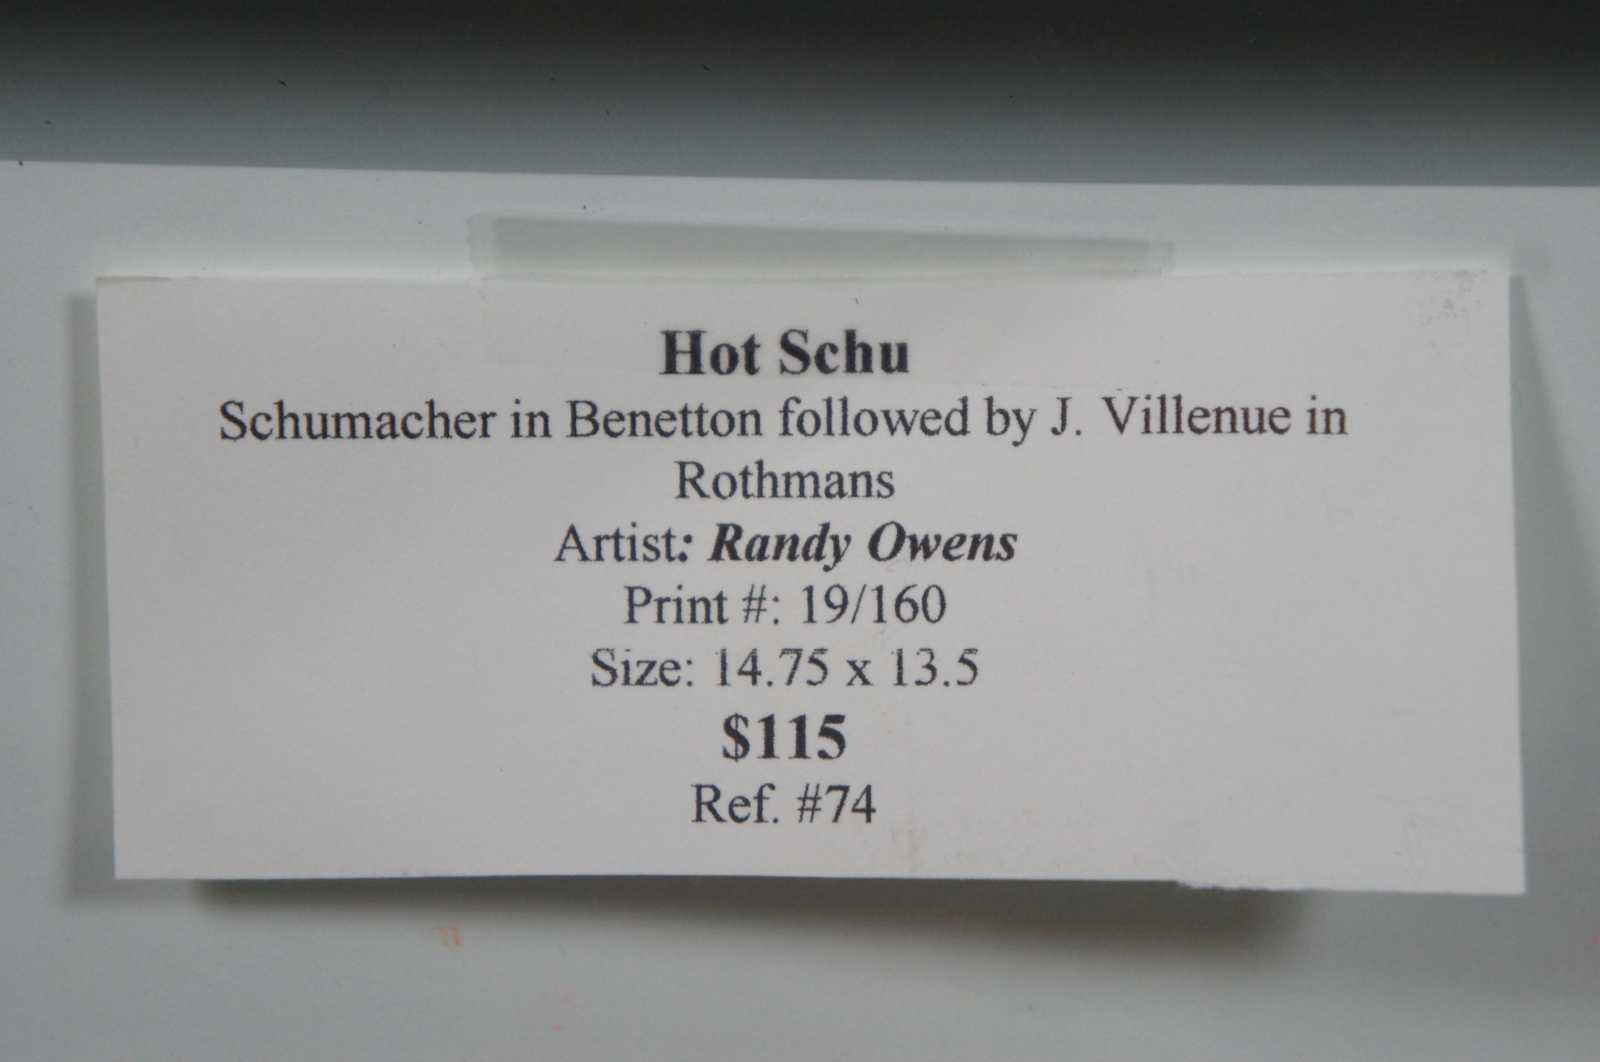 Hot Schu
Schumacher in Benetton followed by J. Villenue in
Rothmans
Artist: Randy Owens
Print #: 19/160
Size: 14.75 x 13.5
$115
Ref. #74